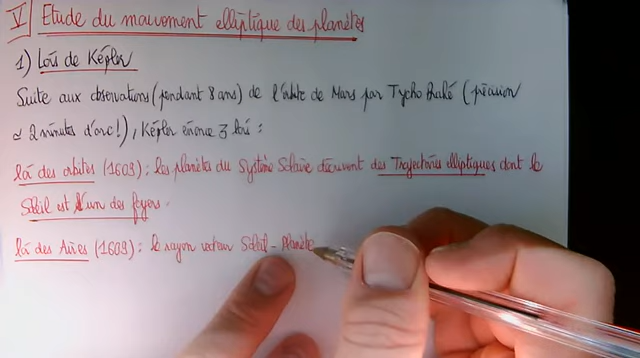 V Etude du mouvement elliptique des planètes
1) Lois de Képler
Suite aux observations (pendant 8 ans) de l'orbite de Mars par Tycho Brahé (précision
≈ 2 minutes d'arc!), Képler énonce 3 lois :
loi des orbites (1609) : les planètes du Système Solaire décrivent des Trajectoires elliptiques dont le
Soleil est l'un des foyers.
loi des Aires (1609) : le rayon vecteur Soleil - Planète